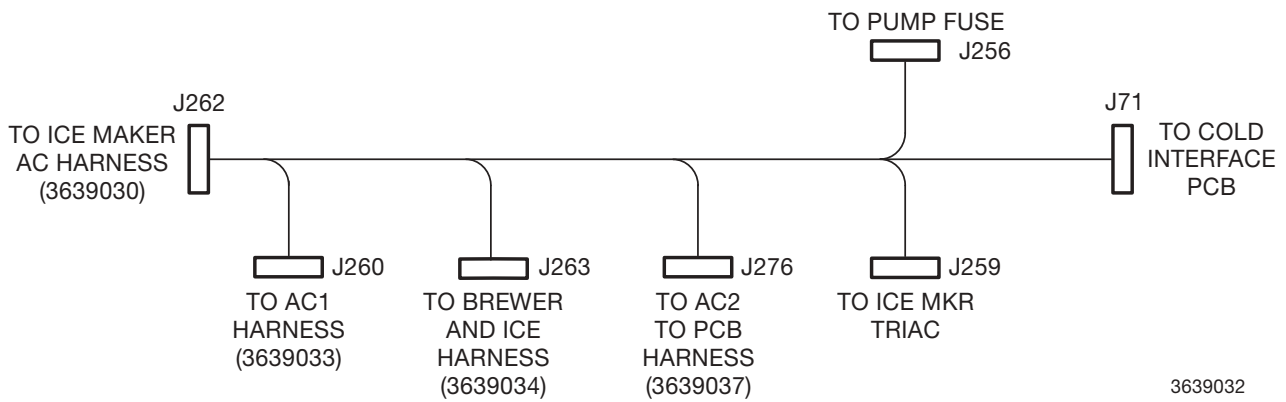 TO PUMP FUSE
J256
J262
TO ICE MAKER
AC HARNESS
(3639030)
J71
TO COLD
INTERFACE
PCB
J260
TO AC1
HARNESS
(3639033)
J263
TO BREWER
AND ICE
HARNESS
(3639034)
J276
TO AC2
TO PCB
HARNESS
(3639037)
J259
TO ICE MKR
TRIAC
3639032